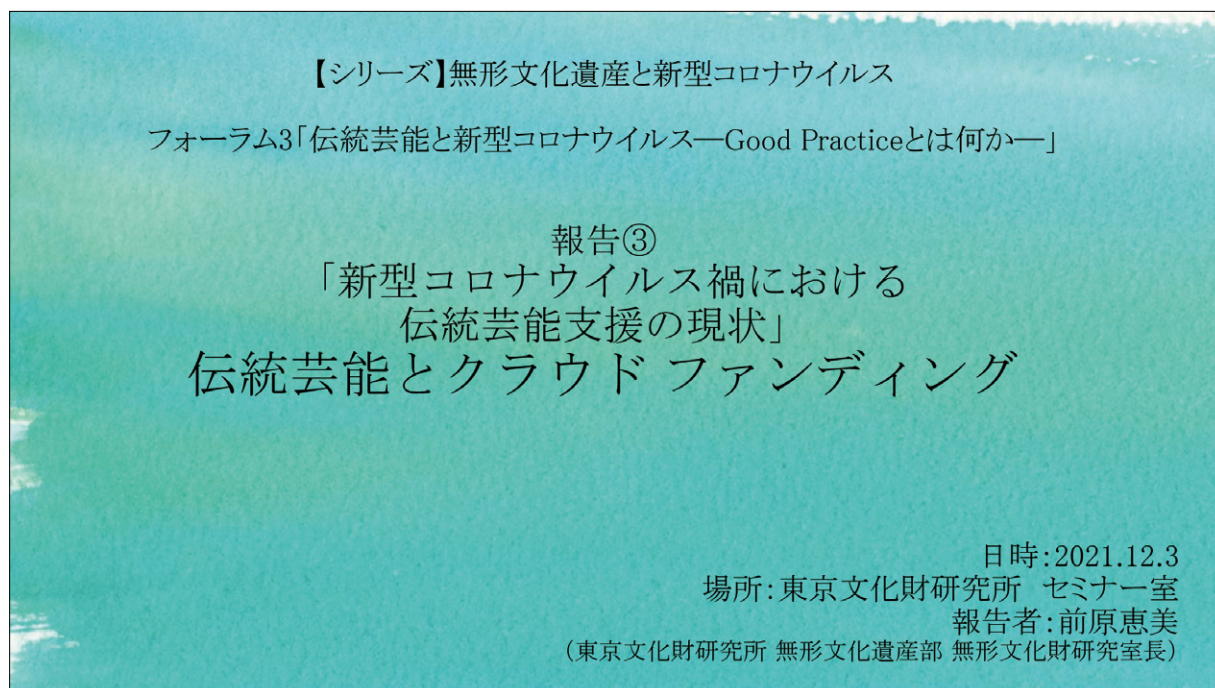 【シリーズ】無形文化遺産と新型コロナウイルス
フォーラム3「伝統芸能と新型コロナウイルス―Good Practiceとは何か―」
報告③
「新型コロナウイルス禍における
伝統芸能支援の現状」
伝統芸能とクラウド ファンディング
日時:2021.12.3
場所:東京文化財研究所 セミナー室
報告者:前原恵美
(東京文化財研究所 無形文化遺産部 無形文化財研究室長)